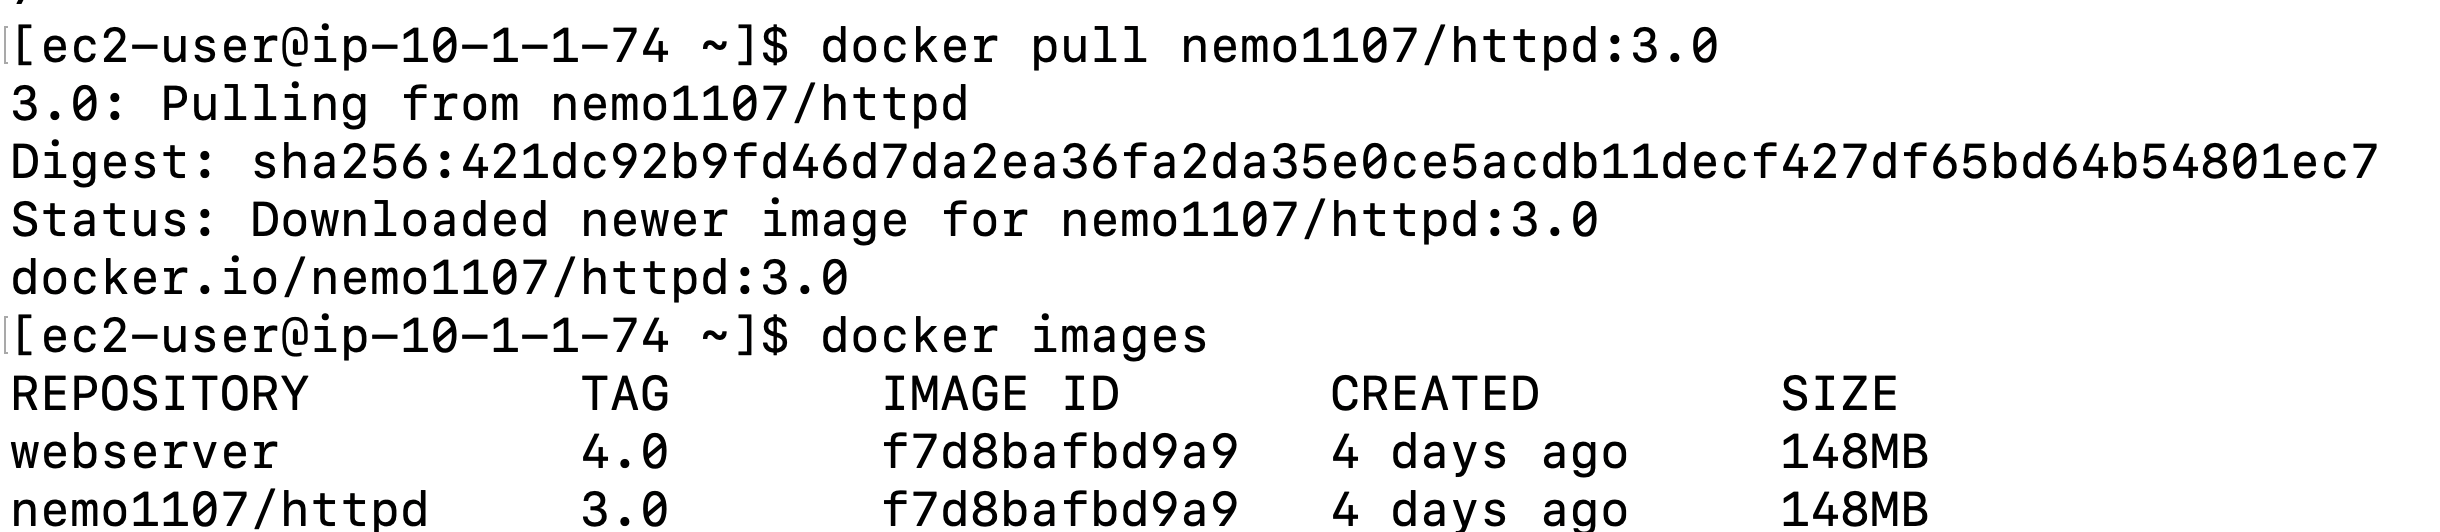 [ec2-user@ip-10-1-1-74 ~]$ docker pull nemo1107/httpd:3.0
3.0: Pulling from nemo1107/httpd
Digest: sha256:421dc92b9fd46d7da2ea36fa2da35e0ce5acdb11decf427df65bd64b54801ec7
Status: Downloaded newer image for nemo1107/httpd:3.0
docker.io/nemo1107/httpd:3.0
[ec2-user@ip-10-1-1-74 ~]$ docker images
REPOSITORY         TAG       IMAGE ID       CREATED        SIZE
webserver          4.0       f7d8bafbd9a9   4 days ago     148MB
nemo1107/httpd     3.0       f7d8bafbd9a9   4 days ago     148MB